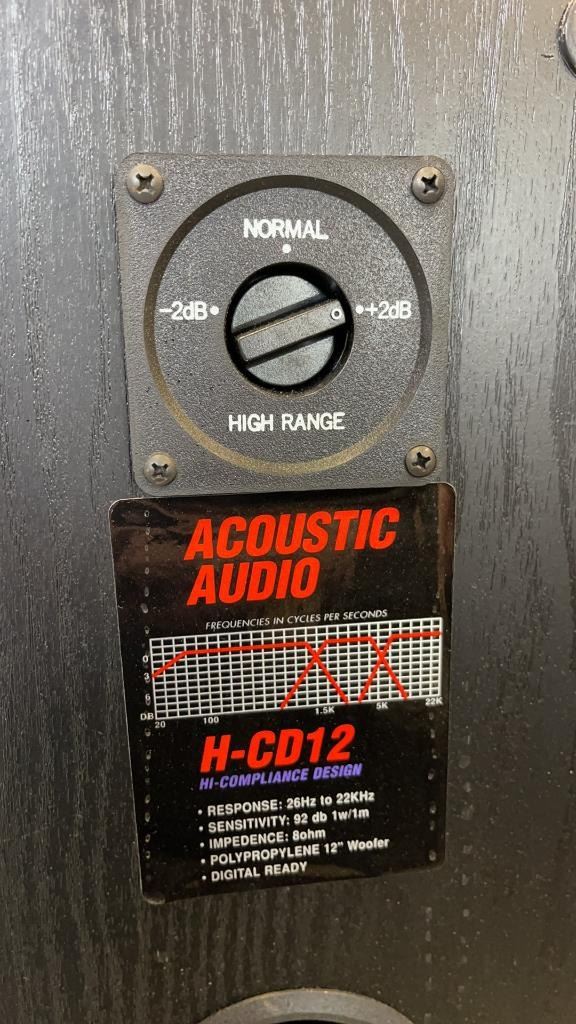 NORMAL
-2dB
+2dB
HIGH RANGE
ACOUSTIC
AUDIO
FREQUENCIES IN CYCLES PER SECONDS
0
3
6
DB
20 100 1.5K 5K 22K
H-CD12
HI-COMPLIANCE DESIGN
• RESPONSE: 26Hz to 22KHz
• SENSITIVITY: 92 db 1w/1m
• IMPEDENCE: 8ohm
• POLYPROPYLENE 12" Woofer
• DIGITAL READY